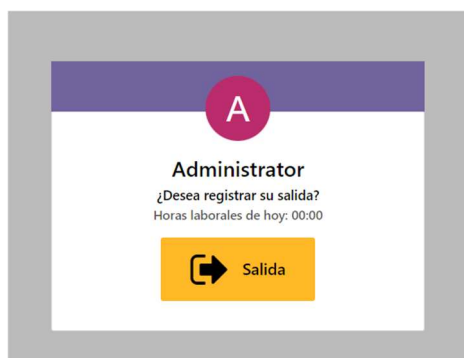 A
Administrator
¿Desea registrar su salida?
Horas laborales de hoy: 00:00
Salida